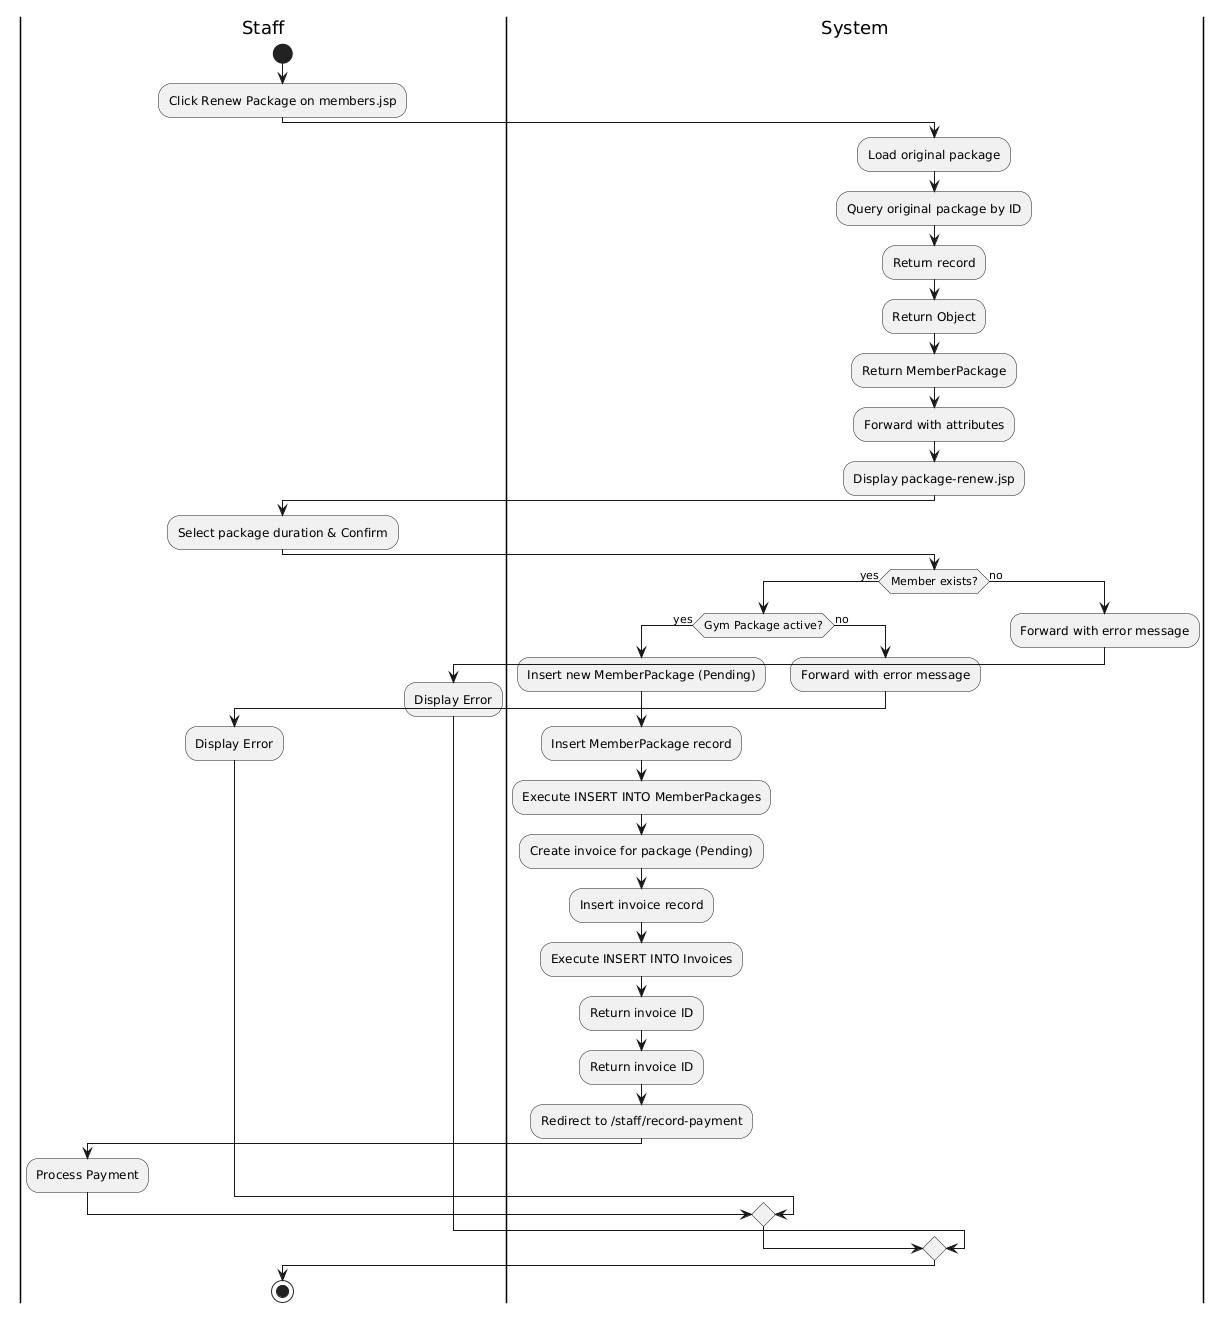 Staff
System
Click Renew Package on members.jsp
Load original package
Query original package by ID
Return record
Return Object
Return MemberPackage
Forward with attributes
Display package-renew.jsp
Select package duration & Confirm
yes
Member exists?
no
yes
Gym Package active?
no
Forward with error message
Insert new MemberPackage (Pending)
Forward with error message
Display Error
Display Error
Insert MemberPackage record
Execute INSERT INTO MemberPackages
Create invoice for package (Pending)
Insert invoice record
Execute INSERT INTO Invoices
Return invoice ID
Return invoice ID
Redirect to /staff/record-payment
Process Payment